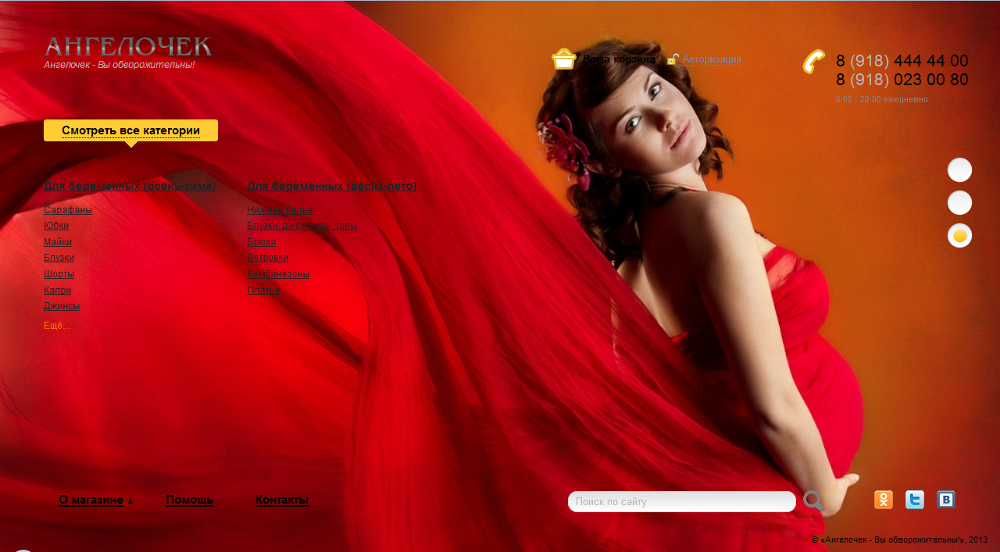 АНГЕЛОЧЕК
Ангелочек - Вы обворожительны!
Ваша корзина
Авторизация
8 (918) 444 44 00
8 (918) 023 00 80
8:00 - 20:00 ежедневно
Смотреть все категории
Для беременных (осень-зима)
Сарафаны
Юбки
Майки
Блузки
Шорты
Капри
Джинсы
Ещё...
Для беременных (весна-лето)
Нижнее белье
Блузки, джемперы, топы
Брюки
Ветровки
Комбинезоны
Платья
О магазине ▲
Помощь
Контакты
Поиск по сайту
© «Ангелочек - Вы обворожительны!», 2013